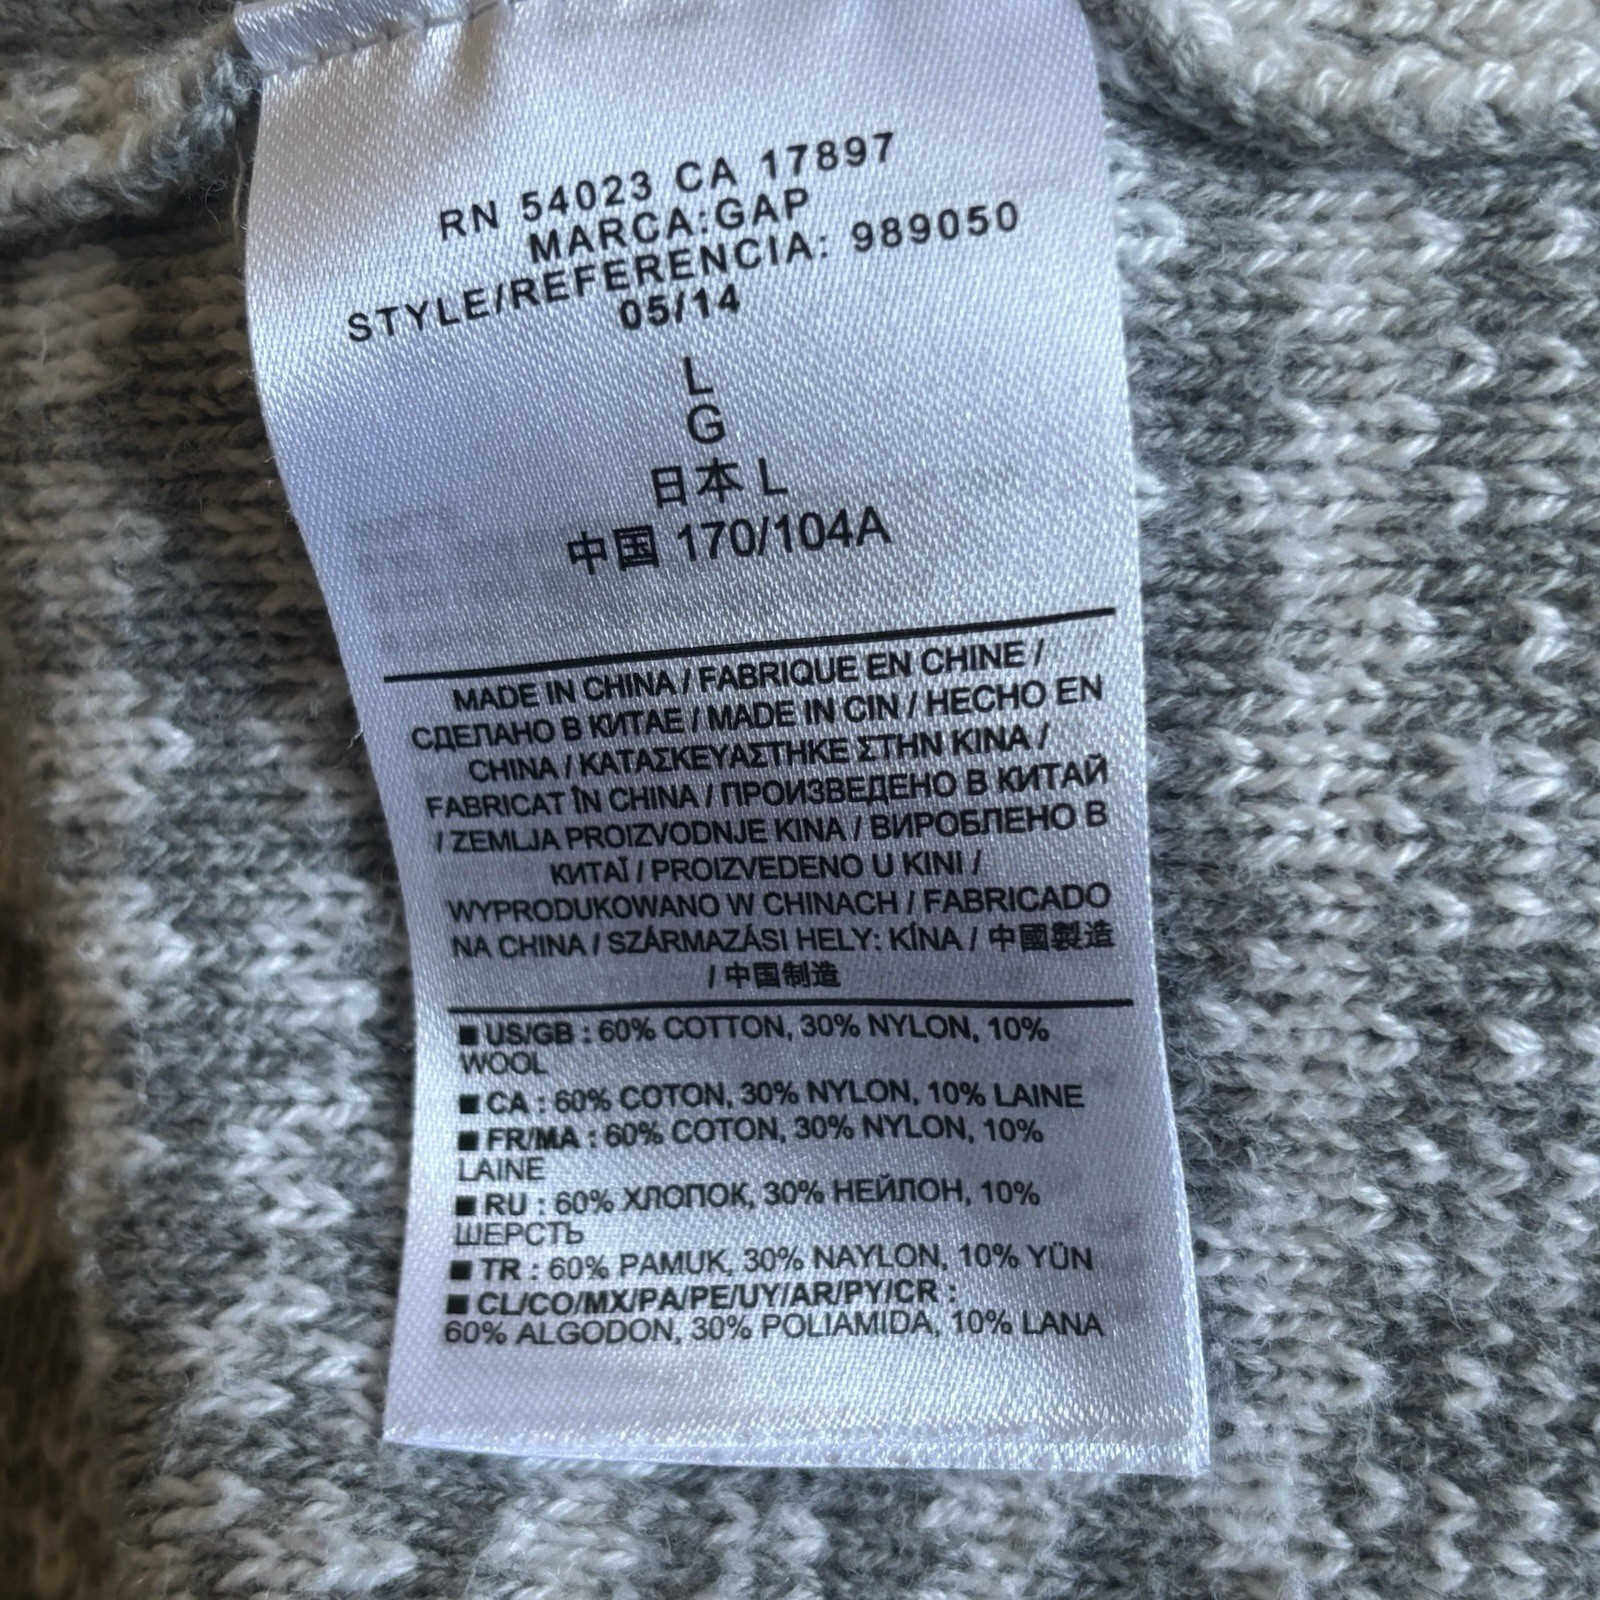 RN 54023 CA 17897
MARCA:GAP
STYLE/REFERENCIA: 989050
05/14
L
G
日本 L
中国 170/104A
MADE IN CHINA / FABRIQUE EN CHINE /
СДЕЛАНО В КИТАЕ / MADE IN CIN / HECHO EN
CHINA / ΚΑΤΑΣΚΕΥΑΣΤΗΚΕ ΣΤΗΝ ΚΙΝΑ /
FABRICAT ÎN CHINA / ПРОИЗВЕДЕНО В КИТАЙ
/ ZEMLJA PROIZVODNJE KINA / ВИРОБЛЕНО В
КИТАЇ / PROIZVEDENO U KINI /
WYPRODUKOWANO W CHINACH / FABRICADO
NA CHINA / SZÁRMAZÁSI HELY: KÍNA / 中國製造
/ 中国制造
■ US/GB : 60% COTTON, 30% NYLON, 10%
WOOL
■ CA : 60% COTON, 30% NYLON, 10% LAINE
■ FR/MA : 60% COTON, 30% NYLON, 10%
LAINE
■ RU : 60% ХЛОПОК, 30% НЕЙЛОН, 10%
ШЕРСТЬ
■ TR : 60% PAMUK, 30% NAYLON, 10% YÜN
■ CL/CO/MX/PA/PE/UY/AR/PY/CR :
60% ALGODON, 30% POLIAMIDA, 10% LANA